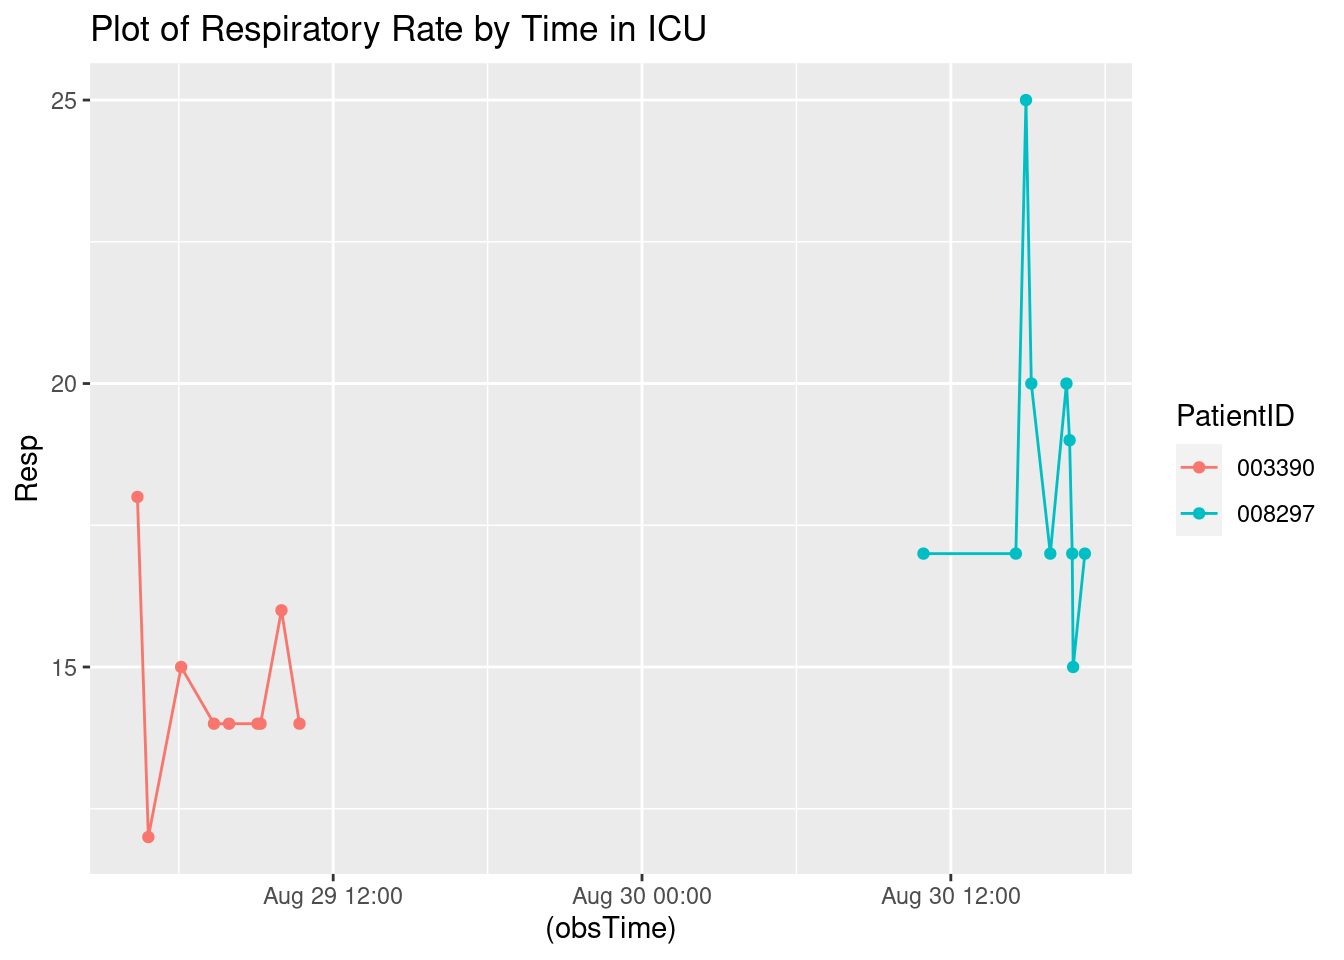 Plot of Respiratory Rate by Time in ICU
25
20
15
Resp
Aug 29 12:00
Aug 30 00:00
Aug 30 12:00
(obsTime)
PatientID
003390
008297